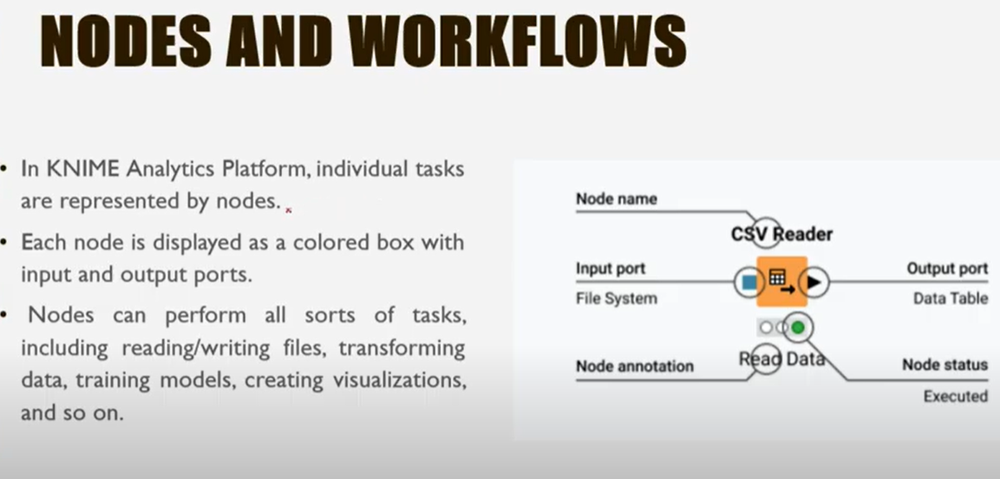 NODES AND WORKFLOWS
• In KNIME Analytics Platform, individual tasks
are represented by nodes.
• Each node is displayed as a colored box with
input and output ports.
• Nodes can perform all sorts of tasks,
including reading/writing files, transforming
data, training models, creating visualizations,
and so on.
Node name
CSV Reader
Input port
File System
Output port
Data Table
Node annotation
Read Data
Node status
Executed